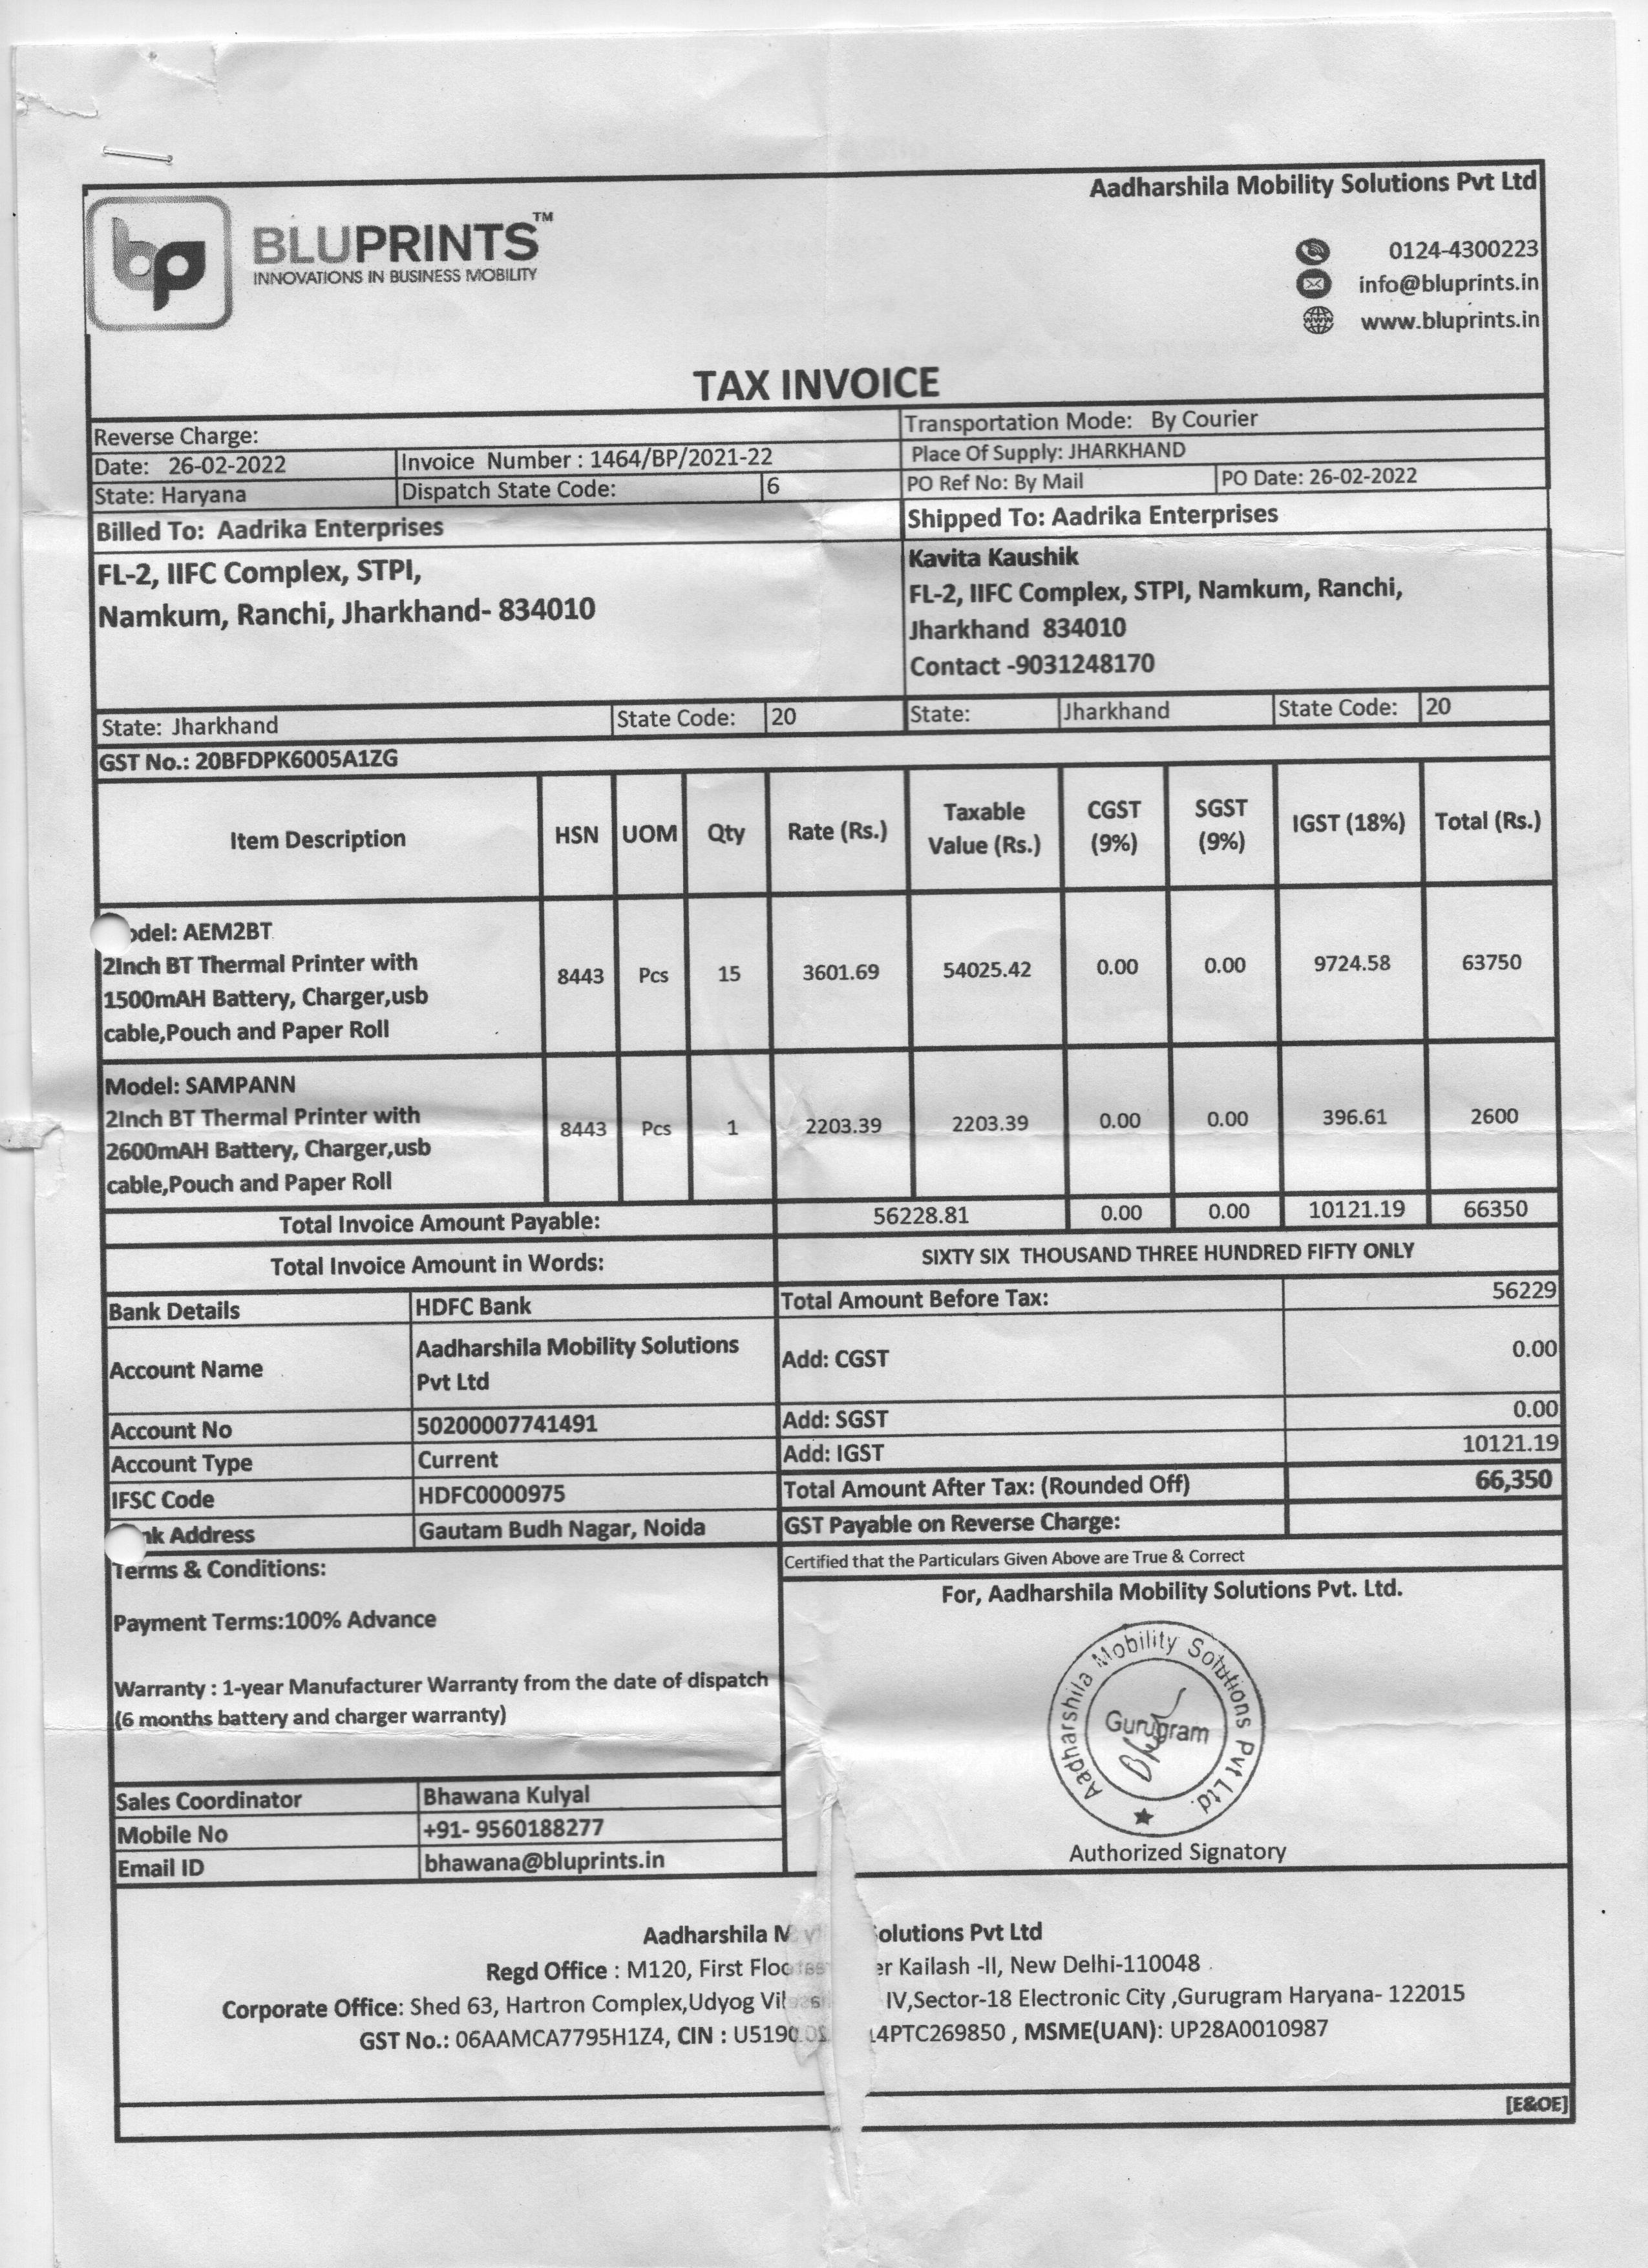 Aadharshila Mobility Solutions Pvt Ltd
bp
BLUPRINTS™
INNOVATIONS IN BUSINESS MOBILITY
0124-4300223
info@bluprints.in
www.bluprints.in
TAX INVOICE
Reverse Charge:
Transportation Mode: By Courier
Date: 26-02-2022 Invoice Number : 1464/BP/2021-22
Place Of Supply: JHARKHAND
State: Haryana Dispatch State Code: 6
PO Ref No: By Mail PO Date: 26-02-2022
Billed To: Aadrika Enterprises
FL-2, IIFC Complex, STPI,
Namkum, Ranchi, Jharkhand- 834010
Shipped To: Aadrika Enterprises
Kavita Kaushik
FL-2, IIFC Complex, STPI, Namkum, Ranchi,
Jharkhand 834010
Contact -9031248170
State: Jharkhand State Code: 20 State: Jharkhand State Code: 20
GST No.: 20BFDPK6005A1ZG
Item Description HSN UOM Qty Rate (Rs.) Taxable Value (Rs.) CGST (9%) SGST (9%) IGST (18%) Total (Rs.)
odel: AEM2BT
2Inch BT Thermal Printer with
1500mAH Battery, Charger,usb
cable,Pouch and Paper Roll
8443 Pcs 15 3601.69 54025.42 0.00 0.00 9724.58 63750
Model: SAMPANN
2Inch BT Thermal Printer with
2600mAH Battery, Charger,usb
cable,Pouch and Paper Roll
8443 Pcs 1 2203.39 2203.39 0.00 0.00 396.61 2600
Total Invoice Amount Payable: 56228.81 0.00 0.00 10121.19 66350
Total Invoice Amount in Words: SIXTY SIX THOUSAND THREE HUNDRED FIFTY ONLY
Bank Details HDFC Bank
Account Name Aadharshila Mobility Solutions
Pvt Ltd
Account No 50200007741491
Account Type Current
IFSC Code HDFC0000975
nk Address Gautam Budh Nagar, Noida
Total Amount Before Tax: 56229
Add: CGST 0.00
Add: SGST 0.00
Add: IGST 10121.19
Total Amount After Tax: (Rounded Off) 66,350
GST Payable on Reverse Charge:
Terms & Conditions:
Payment Terms:100% Advance
Warranty : 1-year Manufacturer Warranty from the date of dispatch
(6 months battery and charger warranty)
Certified that the Particulars Given Above are True & Correct
For, Aadharshila Mobility Solutions Pvt. Ltd.
Aadharshila Mobility Solutions Pvt Ltd.
Gurugram
Authorized Signatory
Sales Coordinator Bhawana Kulyal
Mobile No +91- 9560188277
Email ID bhawana@bluprints.in
Aadharshila M olutions Pvt Ltd
Regd Office : M120, First Floo er Kailash -II, New Delhi-110048
Corporate Office: Shed 63, Hartron Complex,Udyog Vi IV,Sector-18 Electronic City ,Gurugram Haryana- 122015
GST No.: 06AAMCA7795H1Z4, CIN : U5190 14PTC269850 , MSME(UAN): UP28A0010987
[E&OE]